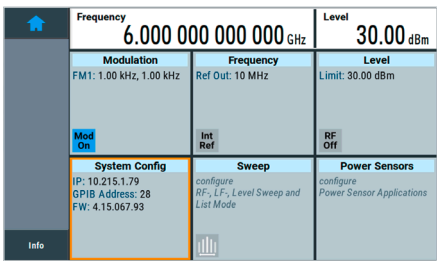 Frequency
6.000 000 000 000 GHz
Level
30.00 dBm
Modulation
FM1: 1.00 kHz, 1.00 kHz
Mod
On
Frequency
Ref Out: 10 MHz
Int
Ref
Level
Limit: 30.00 dBm
RF
Off
System Config
IP: 10.215.1.79
GPIB Address: 28
FW: 4.15.067.93
Sweep
configure
RF-, LF-, Level Sweep and
List Mode
Power Sensors
configure
Power Sensor Applications
Info